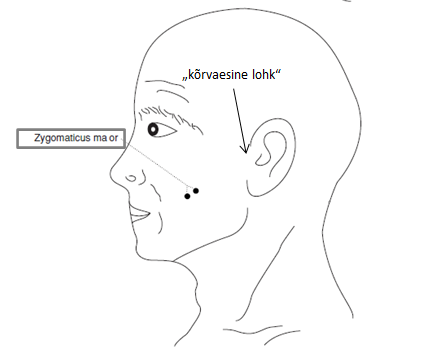 „kõrvaesine lohk“
Zygomaticus ma or